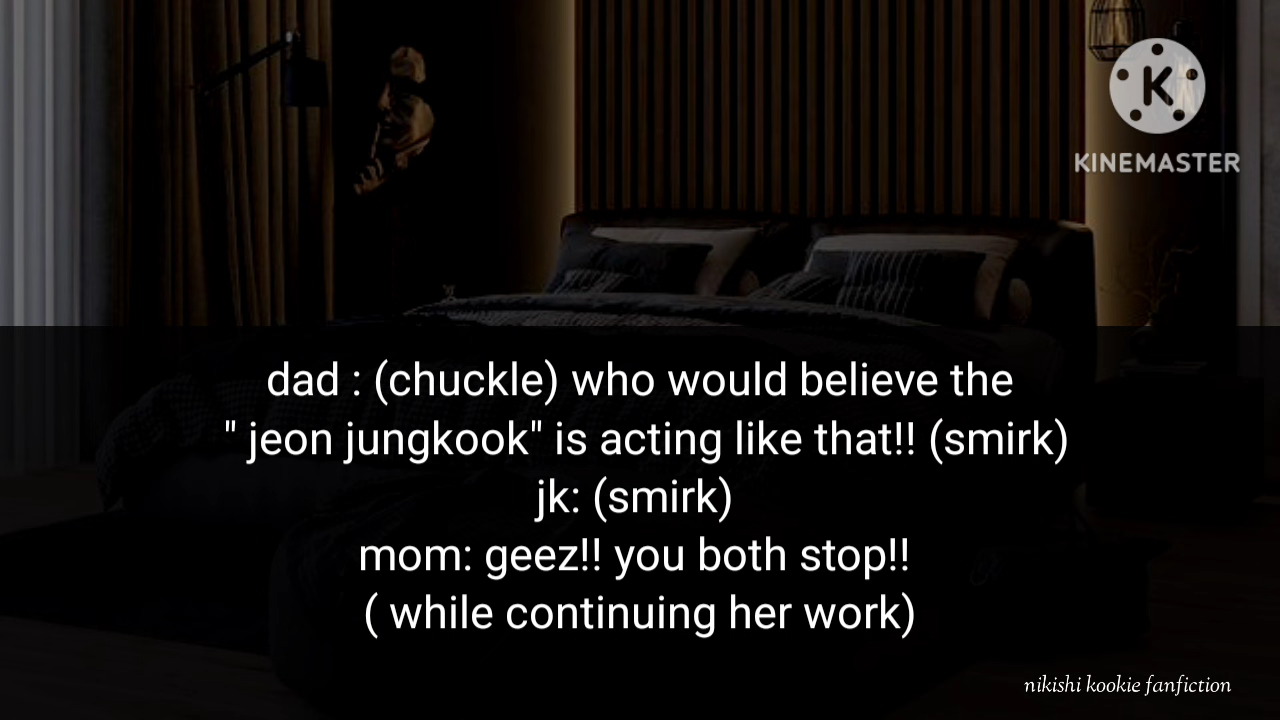 K
KINEMASTER
dad : (chuckle) who would believe the
" jeon jungkook" is acting like that!! (smirk)
jk: (smirk)
mom: geez!! you both stop!!
( while continuing her work)
nikishi kookie fanfiction